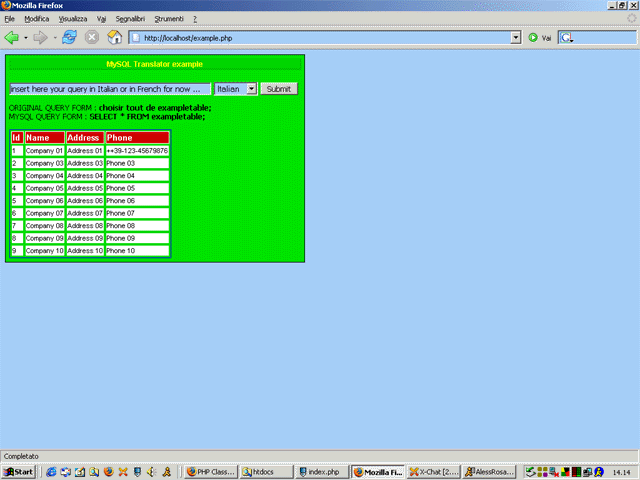 Mozilla Firefox
File Modifica Visualizza Vai Segnalibri Strumenti ?
http://localhost/example.php Vai
MySQL Translator example
insert here your query in Italian or in French for now ... Italian Submit
ORIGINAL QUERY FORM : choisir tout de exampletable;
MYSQL QUERY FORM : SELECT * FROM exampletable;
Id Name Address Phone
1 Company 01 Address 01 ++39-123-45679876
2 Company 03 Address 03 Phone 03
3 Company 04 Address 04 Phone 04
4 Company 05 Address 05 Phone 05
5 Company 06 Address 06 Phone 06
6 Company 07 Address 07 Phone 07
7 Company 08 Address 08 Phone 08
8 Company 09 Address 09 Phone 09
9 Company 10 Address 10 Phone 10
Completato
Start PHP Class... htdocs index.php Mozilla Fi... X-Chat [2.... AlessRosa... 14.14